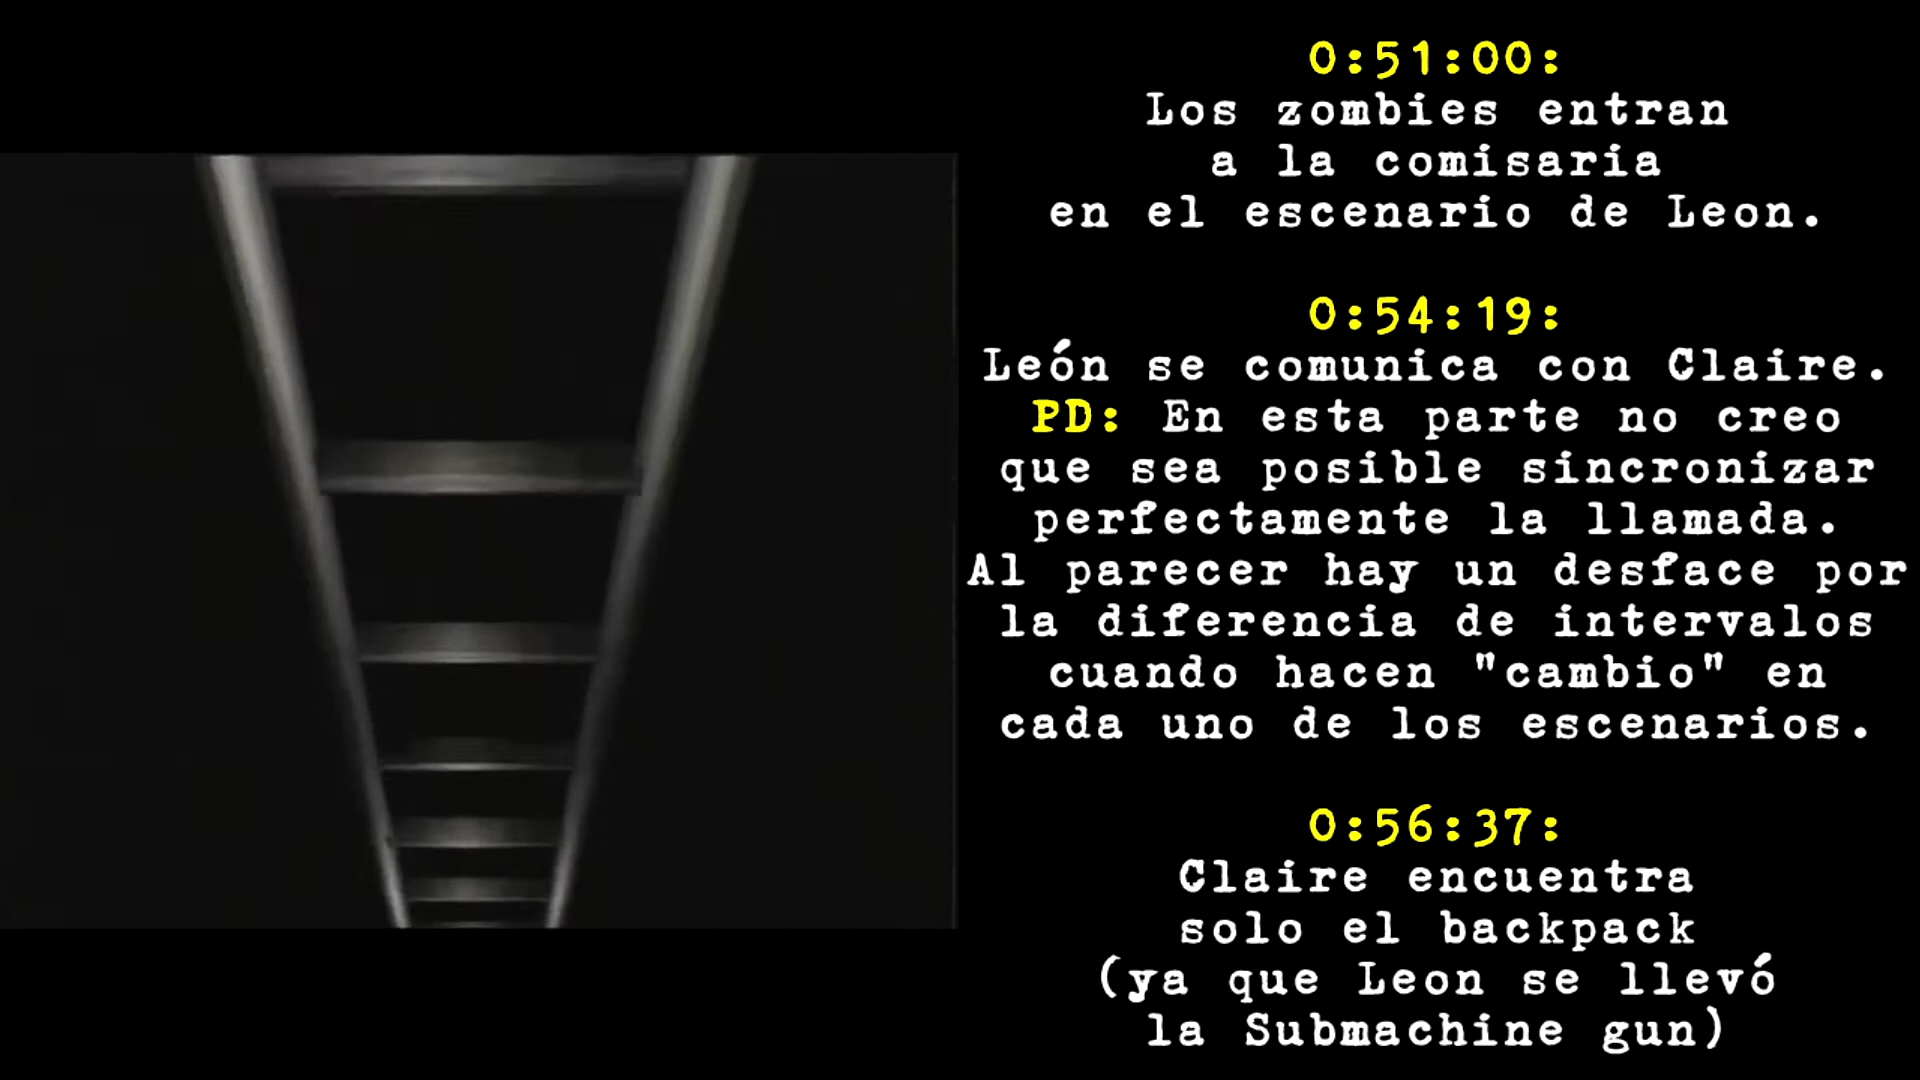 0:51:00:
Los zombies entran
a la comisaria
en el escenario de Leon.
0:54:19:
León se comunica con Claire.
PD: En esta parte no creo
que sea posible sincronizar
perfectamente la llamada.
Al parecer hay un desface por
la diferencia de intervalos
cuando hacen "cambio" en
cada uno de los escenarios.
0:56:37:
Claire encuentra
solo el backpack
(ya que Leon se llevó
la Submachine gun)